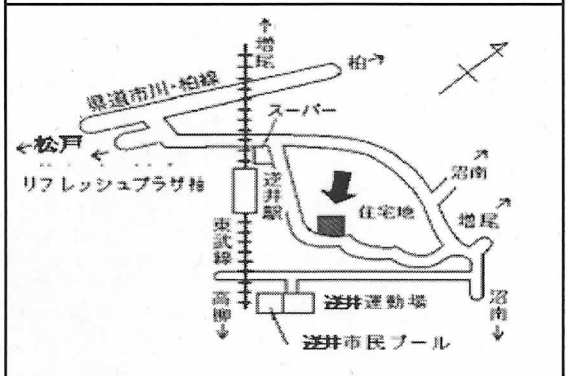 ↑増尾
柏→
県道市川・柏線
スーパー
←松戸
←
リフレッシュプラザ柏
逆井駅
沼南
住宅地
増尾
東武線
高柳↓
逆井運動場
沼南↓
逆井市民プール